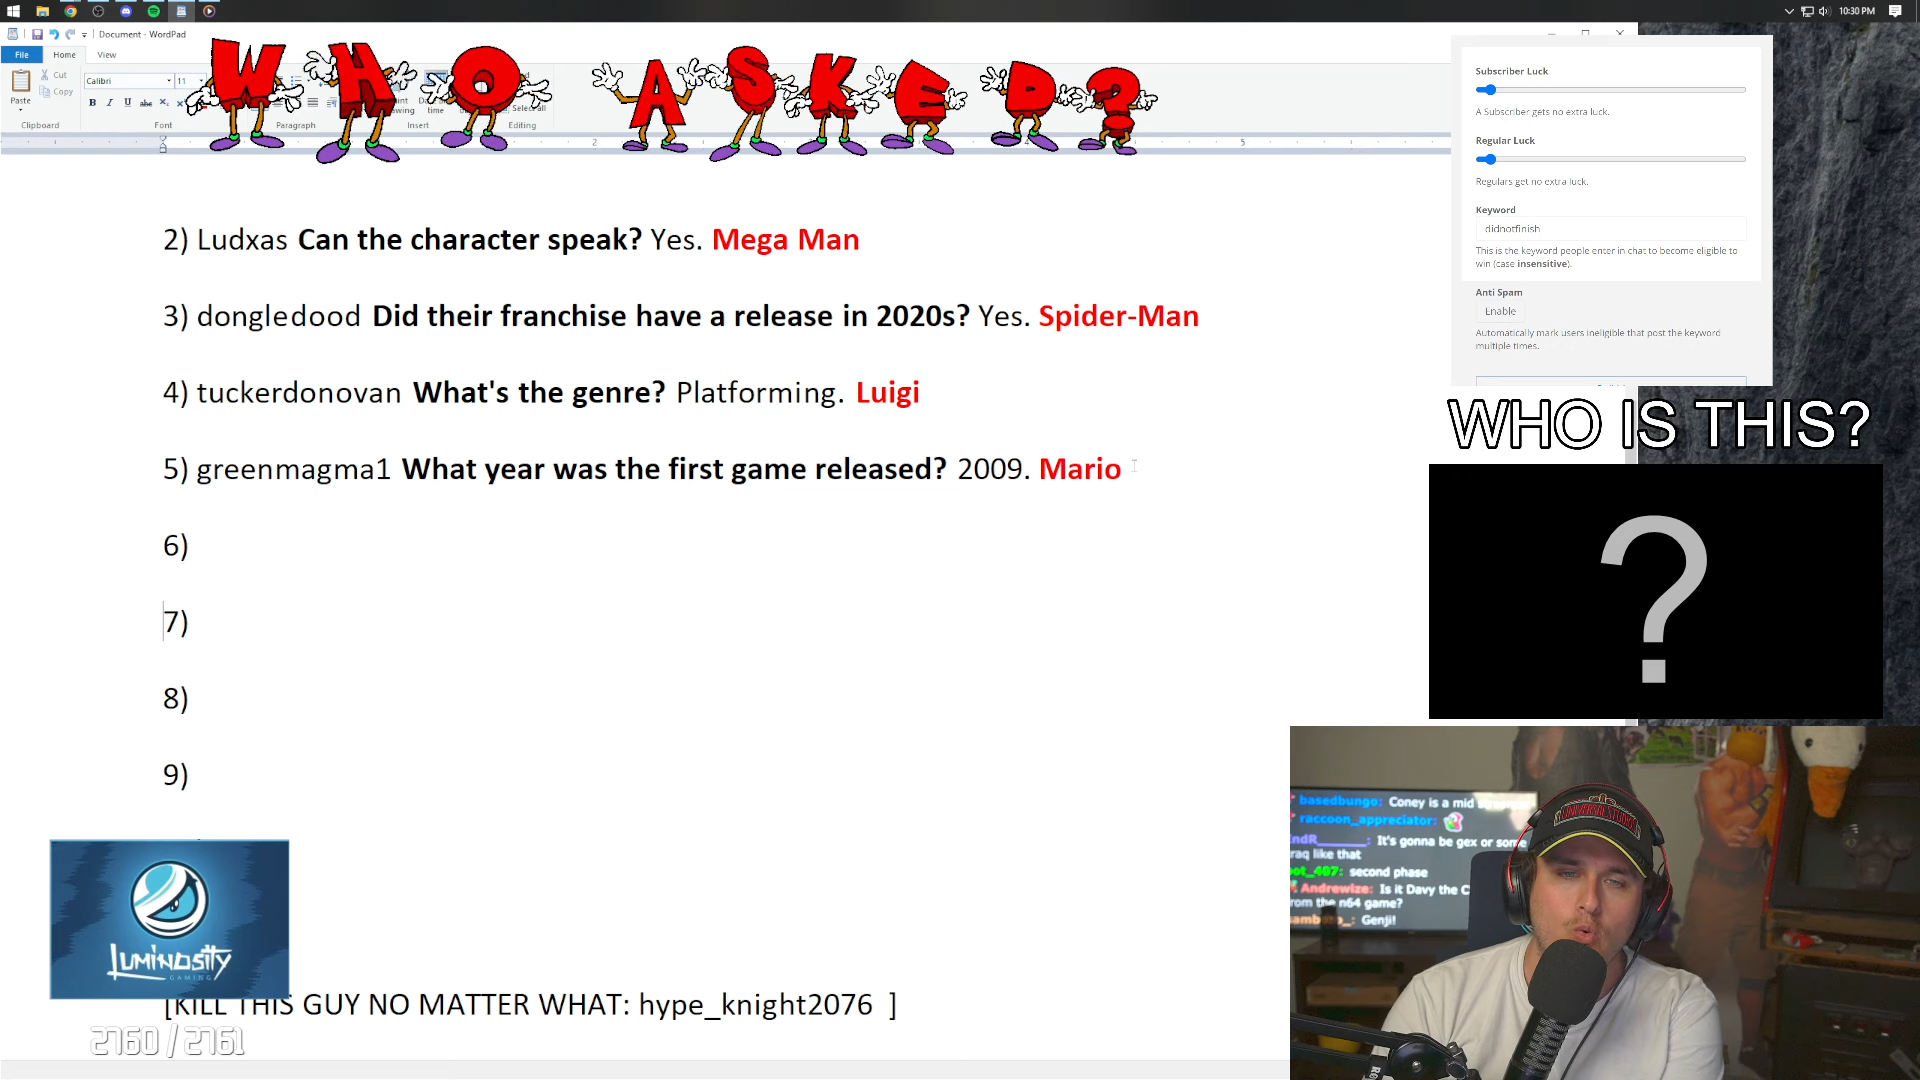 10:30 PM
Document - WordPad
File Home View
WHO ASKED?
Cut
Copy
Paste
Calibri 11
Select all
Clipboard Font Paragraph Insert Editing
2) Ludxas Can the character speak? Yes. Mega Man
3) dongledood Did their franchise have a release in 2020s? Yes. Spider-Man
4) tuckerdonovan What's the genre? Platforming. Luigi
5) greenmagma1 What year was the first game released? 2009. Mario
6)
7)
8)
9)
LUMINOSITY
GAMING
[KILL THIS GUY NO MATTER WHAT: hype_knight2076 ]
2760 / 2761
Subscriber Luck
A Subscriber gets no extra luck.
Regular Luck
Regulars get no extra luck.
Keyword
didnotfinish
This is the keyword people enter in chat to become eligible to
win (case insensitive).
Anti Spam
Enable
Automatically mark users ineligible that post the keyword
multiple times.
WHO IS THIS?
?
basedbungo: Coney is a mid
raccoon_appreciator:
It's gonna be gex or some
raq like that
second phase
Andrewize: Is it Davy the C
rom the n64 game?
Genji!
UNIVERSAL STUDIOS